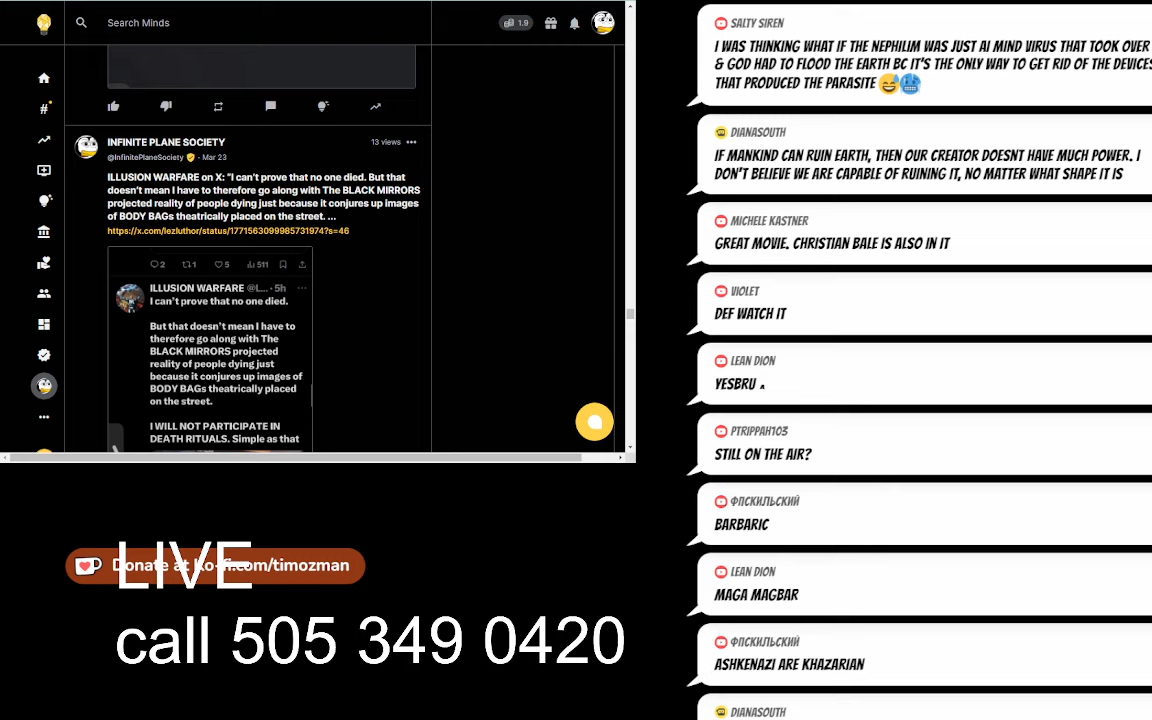 Search Minds
1.9
INFINITE PLANE SOCIETY
13 views
@InfinitePlaneSociety · Mar 23
ILLUSION WARFARE on X: "I can't prove that no one died. But that
doesn't mean I have to therefore go along with The BLACK MIRRORS
projected reality of people dying just because it conjures up images
of BODY BAGs theatrically placed on the street. ...
https://x.com/lezluthor/status/1771563099985731974?s=46
2 1 5 511
ILLUSION WARFARE @L... · 5h
I can't prove that no one died.
But that doesn't mean I have to
therefore go along with The
BLACK MIRRORS projected
reality of people dying just
because it conjures up images of
BODY BAGs theatrically placed
on the street.
I WILL NOT PARTICIPATE IN
DEATH RITUALS. Simple as that
LIVE
Donate at ko-fi.com/timozman
call 505 349 0420
SALTY SIREN
I WAS THINKING WHAT IF THE NEPHILIM WAS JUST AI MIND VIRUS THAT TOOK OVER
& GOD HAD TO FLOOD THE EARTH BC IT'S THE ONLY WAY TO GET RID OF THE DEVICES
THAT PRODUCED THE PARASITE 😅🥶
DIANASOUTH
IF MANKIND CAN RUIN EARTH, THEN OUR CREATOR DOESNT HAVE MUCH POWER. I
DON'T BELIEVE WE ARE CAPABLE OF RUINING IT, NO MATTER WHAT SHAPE IT IS
MICHELE KASTNER
GREAT MOVIE. CHRISTIAN BALE IS ALSO IN IT
VIOLET
DEF WATCH IT
LEAN DION
YESBRU ^
PTRIPPAH103
STILL ON THE AIR?
ФПСКИЛЬСКИЙ
BARBARIC
LEAN DION
MAGA MAGBAR
ФПСКИЛЬСКИЙ
ASHKENAZI ARE KHAZARIAN
DIANASOUTH